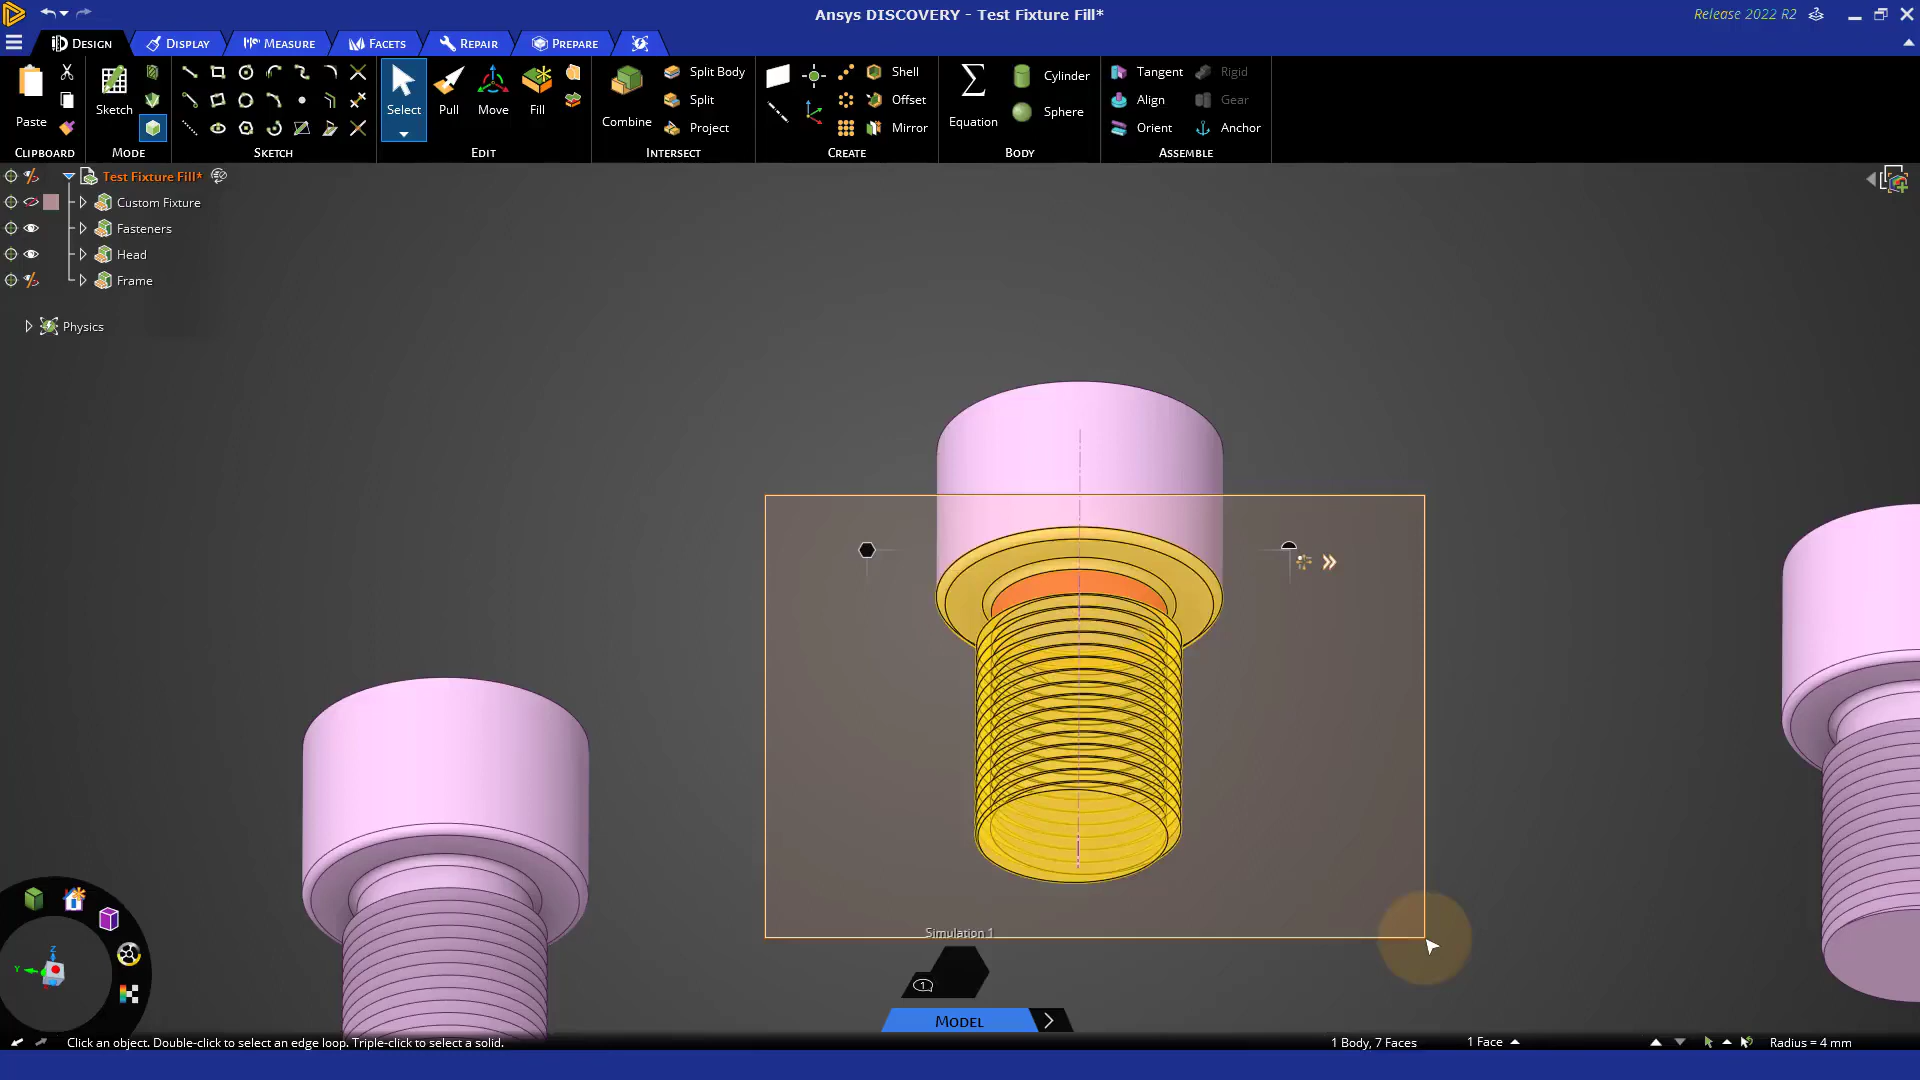 Ansys DISCOVERY - Test Fixture Fill*
Release 2022 R2
DESIGN
DISPLAY
MEASURE
FACETS
REPAIR
PREPARE
Paste
Sketch
Select
Pull
Move
Fill
Combine
Split Body
Split
Project
Shell
Offset
Mirror
Equation
Cylinder
Sphere
Tangent
Align
Orient
Rigid
Gear
Anchor
CLIPBOARD
MODE
SKETCH
EDIT
INTERSECT
CREATE
BODY
ASSEMBLE
Test Fixture Fill*
Custom Fixture
Fasteners
Head
Frame
Physics
Z
Y
Simulation 1
1
MODEL
Click an object. Double-click to select an edge loop. Triple-click to select a solid.
1 Body, 7 Faces
1 Face
Radius = 4 mm